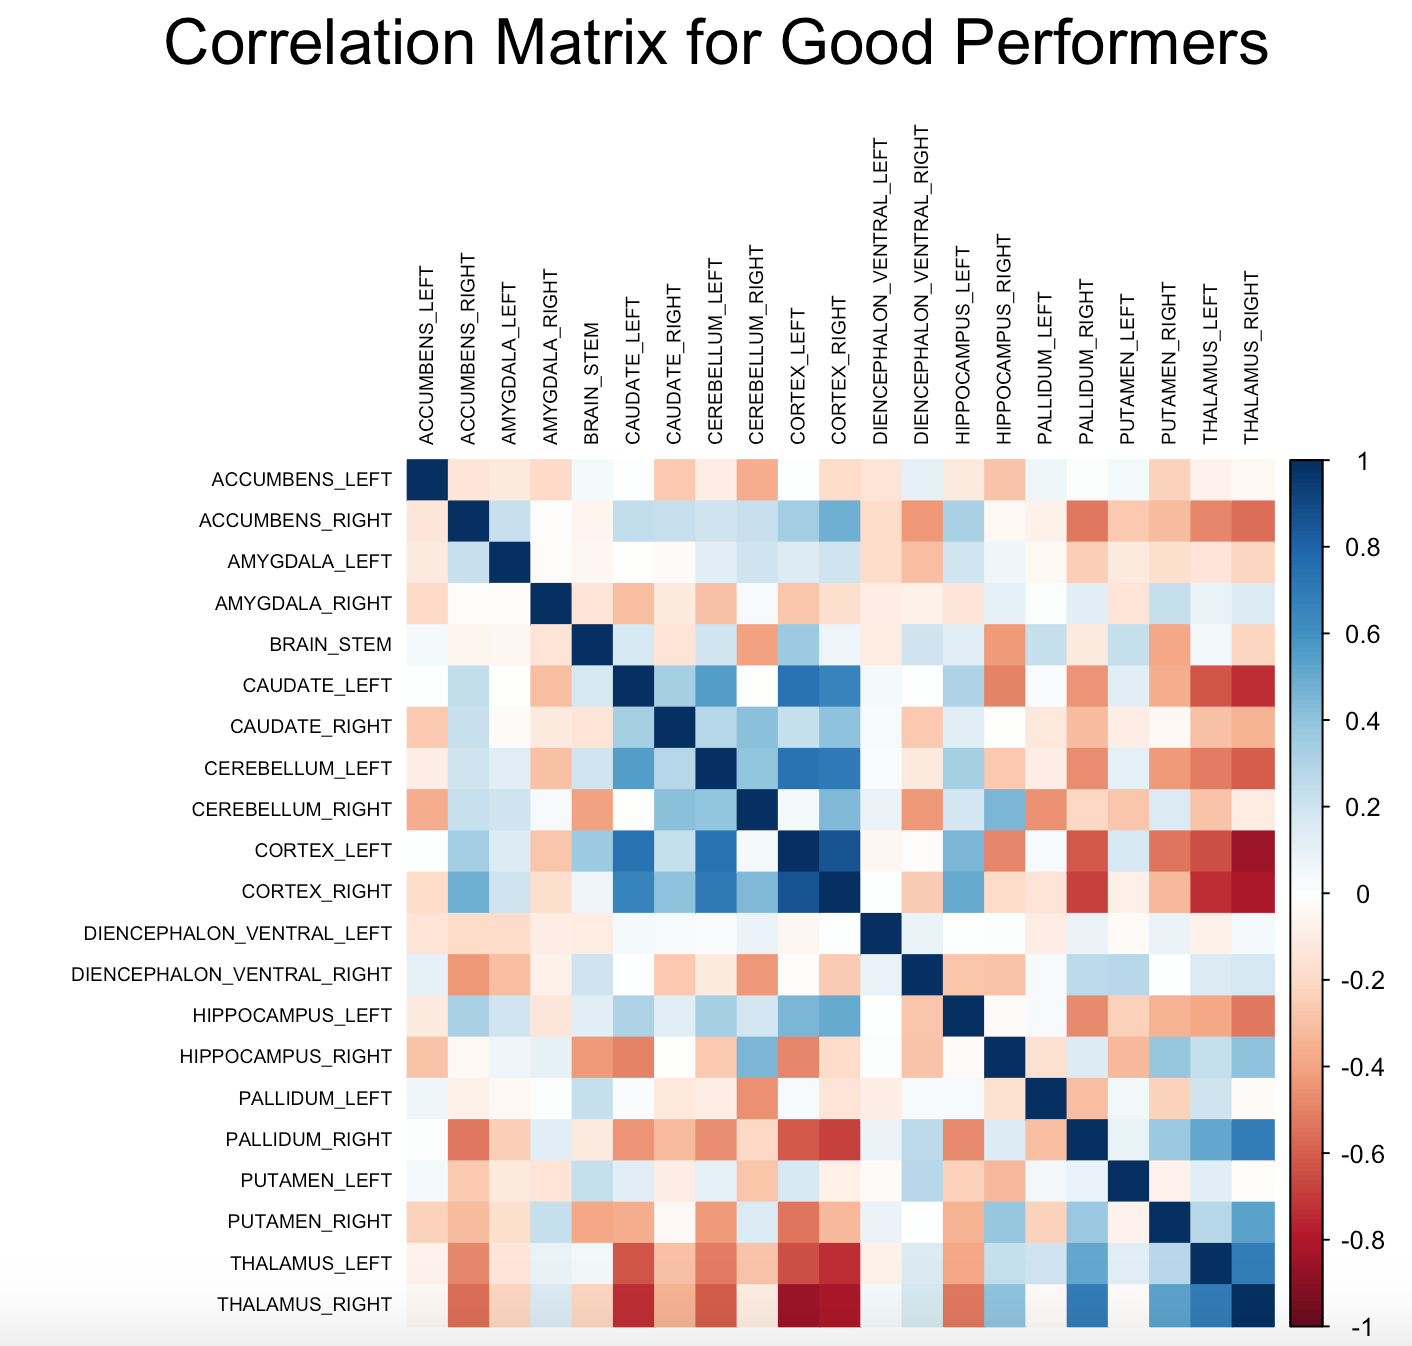 Correlation Matrix for Good Performers
ACCUMBENS_LEFT
ACCUMBENS_RIGHT
AMYGDALA_LEFT
AMYGDALA_RIGHT
BRAIN_STEM
CAUDATE_LEFT
CAUDATE_RIGHT
CEREBELLUM_LEFT
CEREBELLUM_RIGHT
CORTEX_LEFT
CORTEX_RIGHT
DIENCEPHALON_VENTRAL_LEFT
DIENCEPHALON_VENTRAL_RIGHT
HIPPOCAMPUS_LEFT
HIPPOCAMPUS_RIGHT
PALLIDUM_LEFT
PALLIDUM_RIGHT
PUTAMEN_LEFT
PUTAMEN_RIGHT
THALAMUS_LEFT
THALAMUS_RIGHT
ACCUMBENS_LEFT
ACCUMBENS_RIGHT
AMYGDALA_LEFT
AMYGDALA_RIGHT
BRAIN_STEM
CAUDATE_LEFT
CAUDATE_RIGHT
CEREBELLUM_LEFT
CEREBELLUM_RIGHT
CORTEX_LEFT
CORTEX_RIGHT
DIENCEPHALON_VENTRAL_LEFT
DIENCEPHALON_VENTRAL_RIGHT
HIPPOCAMPUS_LEFT
HIPPOCAMPUS_RIGHT
PALLIDUM_LEFT
PALLIDUM_RIGHT
PUTAMEN_LEFT
PUTAMEN_RIGHT
THALAMUS_LEFT
THALAMUS_RIGHT
1
0.8
0.6
0.4
0.2
0
-0.2
-0.4
-0.6
-0.8
-1